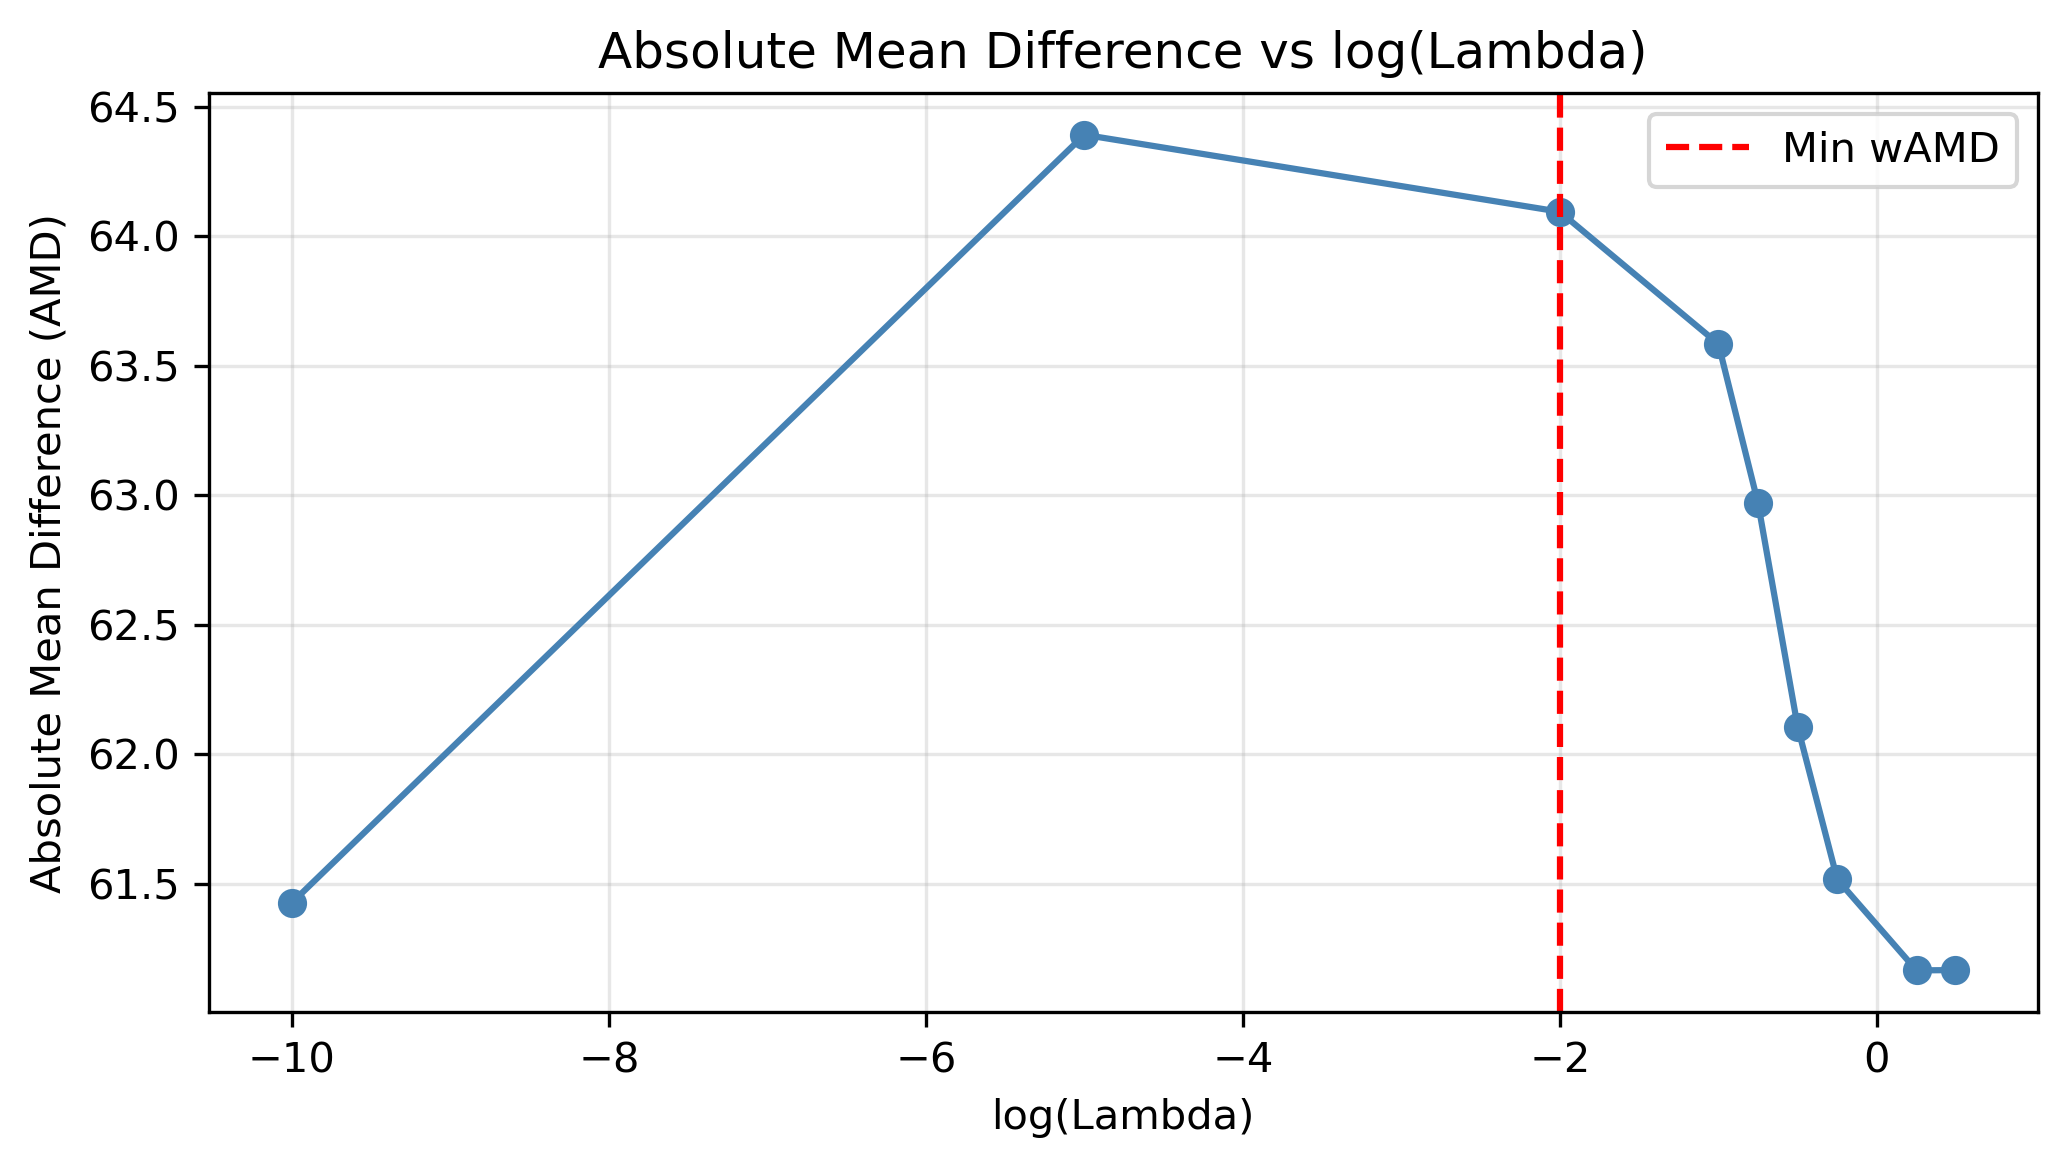 Absolute Mean Difference vs log(Lambda)
Min wAMD
Absolute Mean Difference (AMD)
64.5
64.0
63.5
63.0
62.5
62.0
61.5
−10 −8 −6 −4 −2 0
log(Lambda)